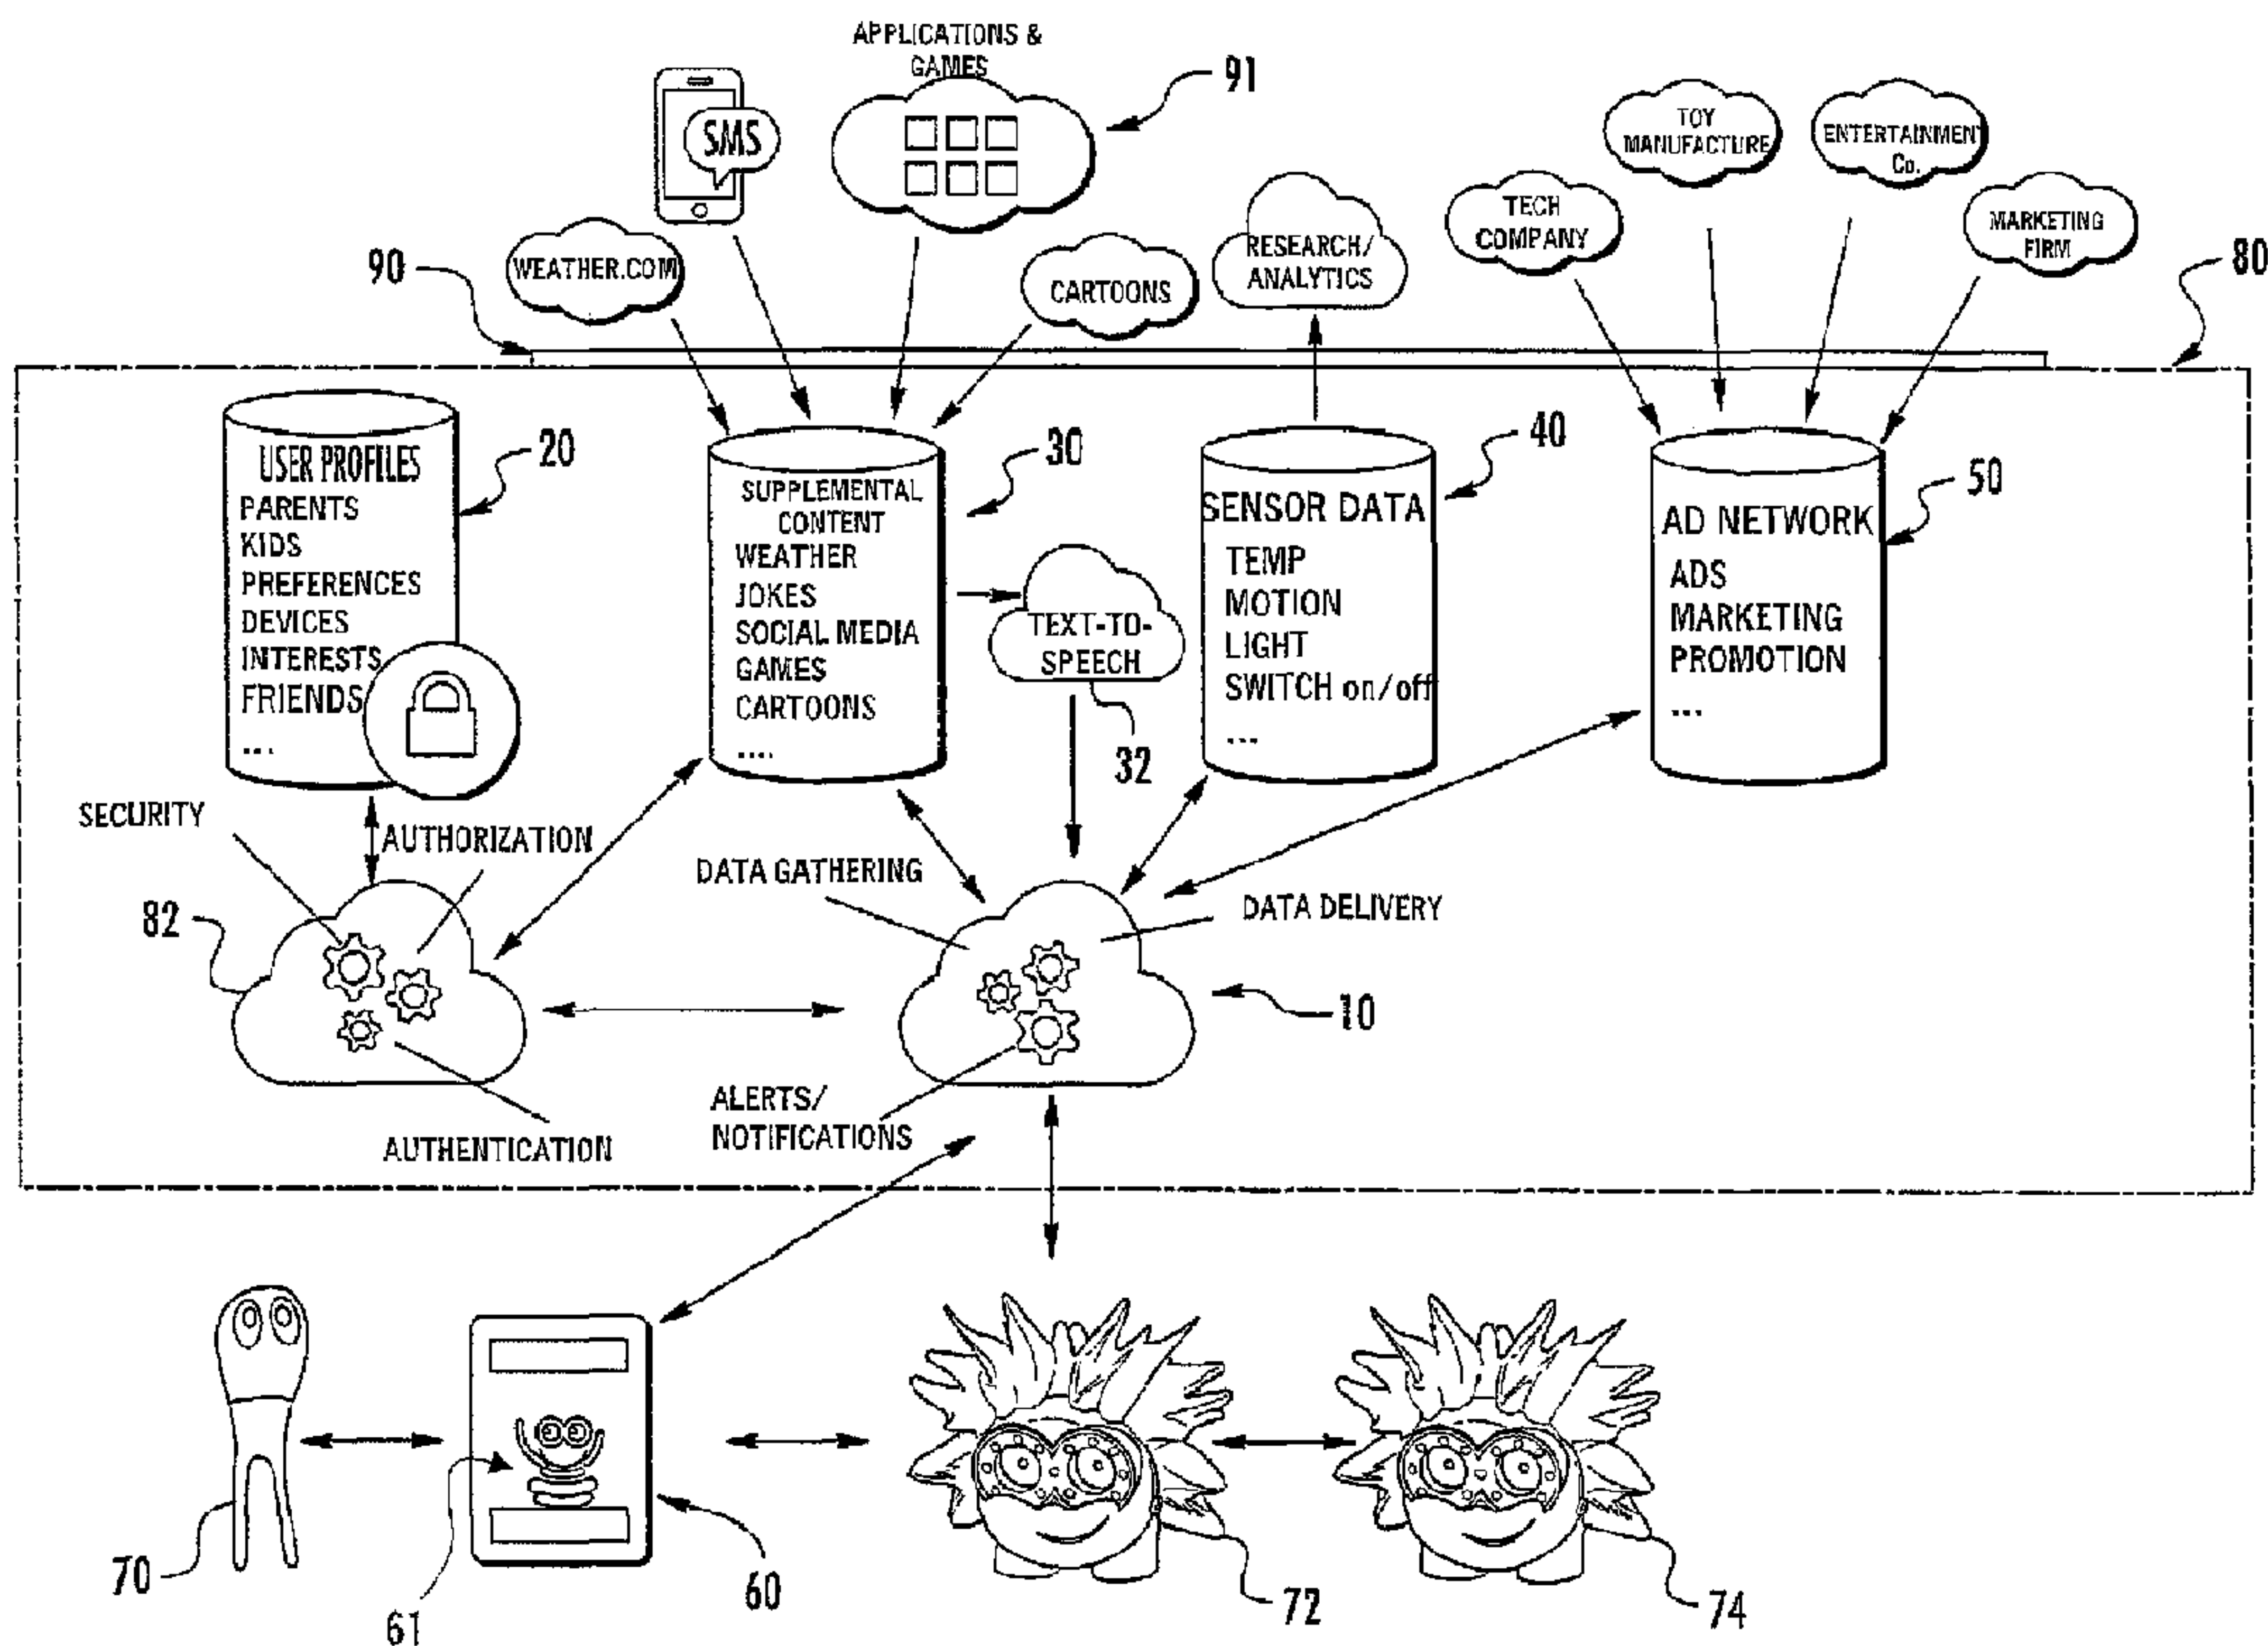 APPLICATIONS &
GAMES
91
SMS
TOY
MANUFACTURE
ENTERTAINMEN
Co.
TECH
COMPANY
MARKETING
FIRM
90
WEATHER.COM
CARTOONS
RESEARCH/
ANALYTICS
80
USER PROFILES
PARENTS
KIDS
PREFERENCES
DEVICES
INTERESTS
FRIENDS
....
20
SUPPLEMENTAL
CONTENT
WEATHER
JOKES
SOCIAL MEDIA
GAMES
CARTOONS
....
30
TEXT-TO-
SPEECH
32
SENSOR DATA
TEMP
MOTION
LIGHT
SWITCH on/off
...
40
AD NETWORK
ADS
MARKETING
PROMOTION
...
50
SECURITY
AUTHORIZATION
82
AUTHENTICATION
DATA GATHERING
DATA DELIVERY
10
ALERTS/
NOTIFICATIONS
70
61
60
72
74